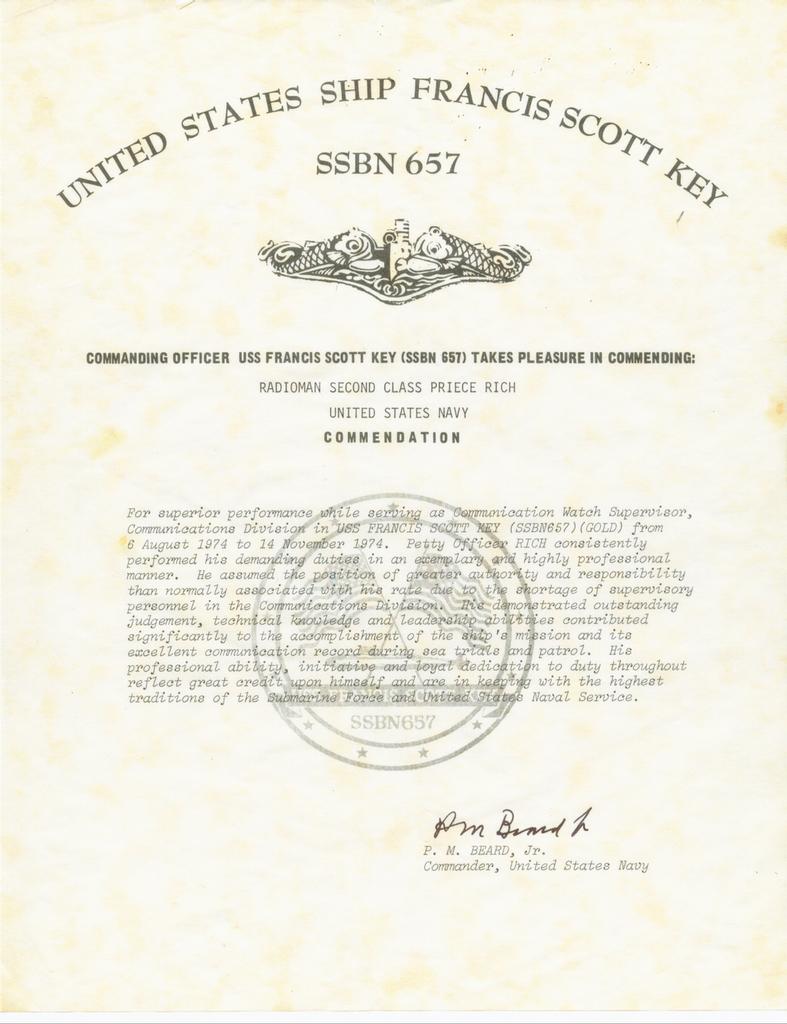 UNITED STATES SHIP FRANCIS SCOTT KEY
SSBN 657
COMMANDING OFFICER USS FRANCIS SCOTT KEY (SSBN 657) TAKES PLEASURE IN COMMENDING:
RADIOMAN SECOND CLASS PRIECE RICH
UNITED STATES NAVY
COMMENDATION
For superior performance while serving as Communication Watch Supervisor,
Communications Division in USS FRANCIS SCOTT KEY (SSBN657)(GOLD) from
6 August 1974 to 14 November 1974. Petty Officer RICH consistently
performed his demanding duties in an exemplary and highly professional
manner. He assumed the position of greater authority and responsibility
than normally associated with his rate due to the shortage of supervisory
personnel in the Communications Division. His demonstrated outstanding
judgement, technical knowledge and leadership abilities contributed
significantly to the accomplishment of the ship's mission and its
excellent communication record during sea trials and patrol. His
professional ability, initiative and loyal dedication to duty throughout
reflect great credit upon himself and are in keeping with the highest
traditions of the Submarine Force and United States Naval Service.
SSBN657
P M Beard Jr
P. M. BEARD, Jr.
Commander, United States Navy